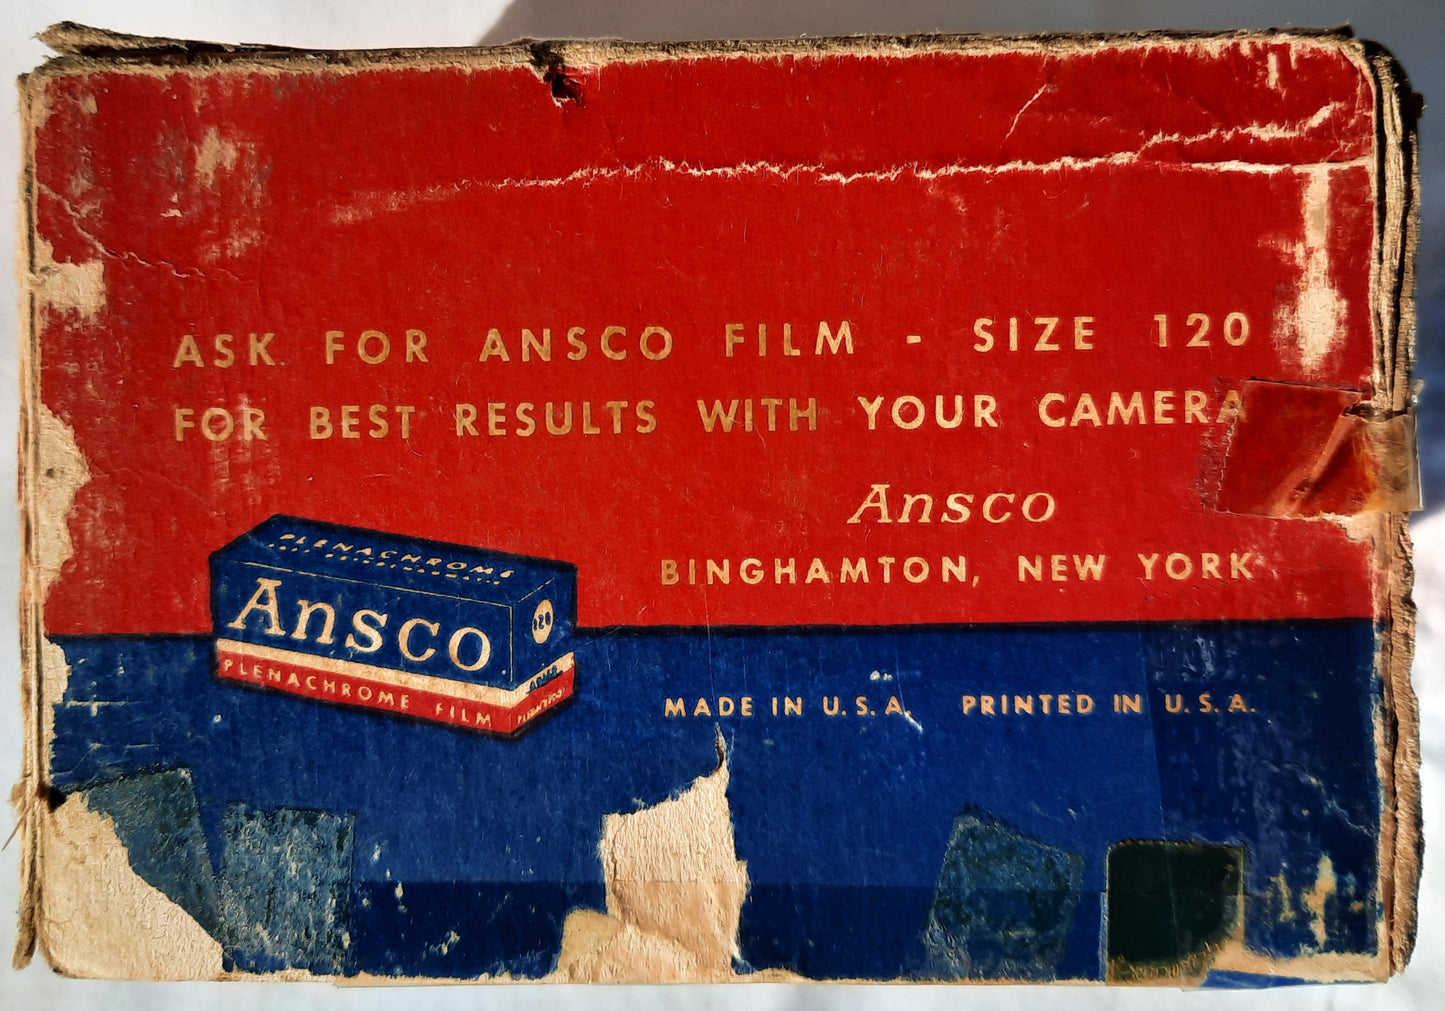 ASK FOR ANSCO FILM - SIZE 120
FOR BEST RESULTS WITH YOUR CAMERA
Ansco
BINGHAMTON, NEW YORK
PLENACHROME
Ansco
120
PLENACHROME FILM
MADE IN U.S.A. PRINTED IN U.S.A.